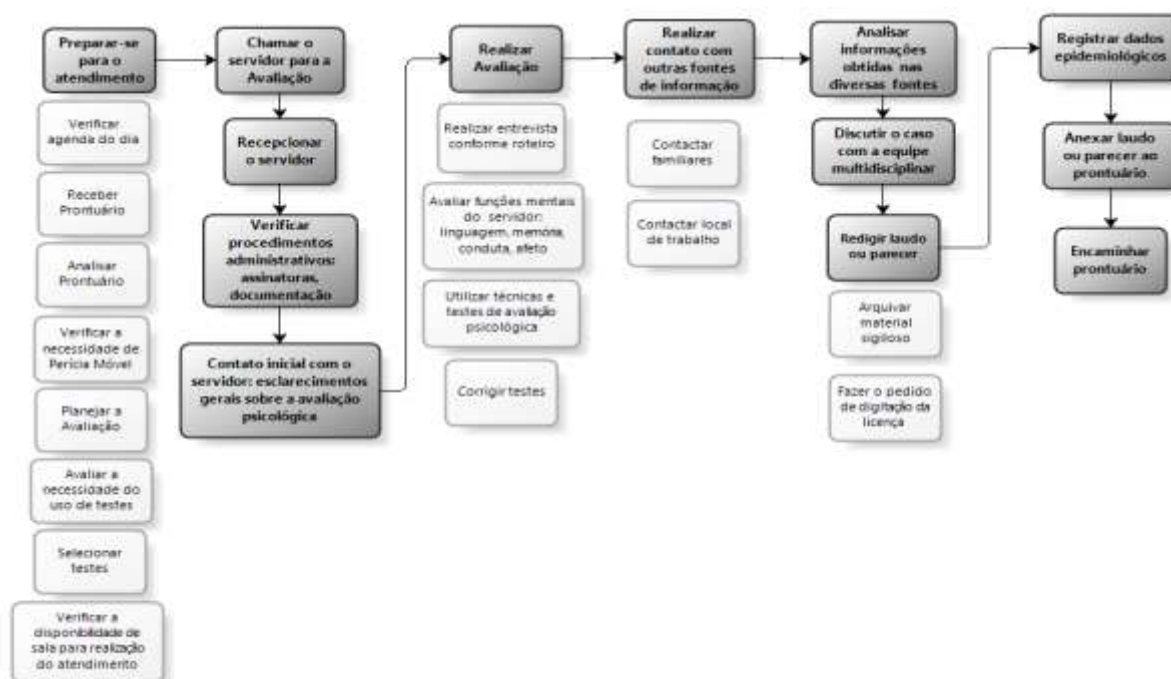 Preparar-se
para o
atendimento
Verificar
agenda do dia
Receber
Prontuário
Analisar
Prontuário
Verificar a
necessidade de
Perícia Móvel
Planejar a
Avaliação
Avaliar a
necessidade do
uso de testes
Selecionar
testes
Verificar a
disponibilidade de
sala para realização
do atendimento
Chamar o
servidor para a
Avaliação
Recepcionar
o servidor
Verificar
procedimentos
administrativos:
assinaturas,
documentação
Contato inicial com o
servidor: esclarecimentos
gerais sobre a avaliação
psicológica
Realizar
Avaliação
Realizar entrevista
conforme roteiro
Avaliar funções mentais
do servidor:
linguagem, memória,
conduta, afeto
Utilizar técnicas e
testes de avaliação
psicológica
Corrigir testes
Realizar
contato com
outras fontes
de informação
Contactar
familiares
Contactar local
de trabalho
Analisar
informações
obtidas nas
diversas fontes
Discutir o caso
com a equipe
multidisciplinar
Redigir laudo
ou parecer
Arquivar
material
sigiloso
Fazer o pedido
de digitação da
licença
Registrar dados
epidemiológicos
Anexar laudo
ou parecer ao
prontuário
Encaminhar
prontuário